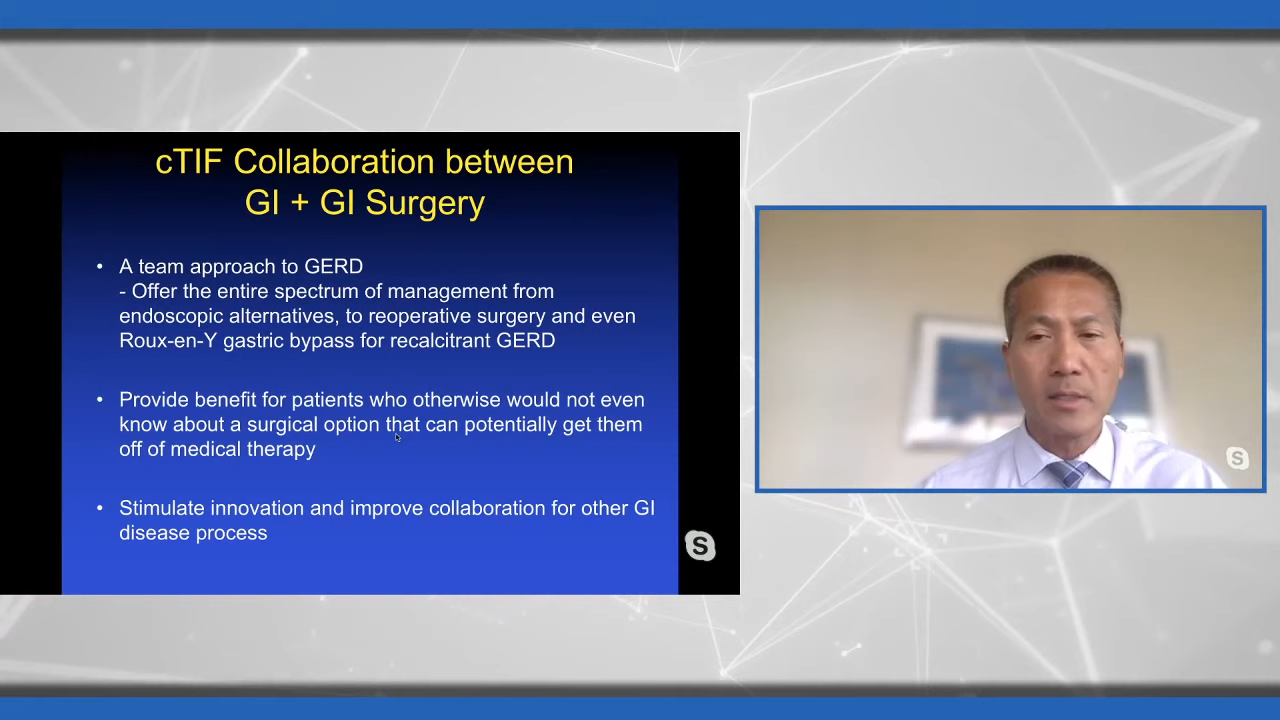 cTIF Collaboration between
GI + GI Surgery
• A team approach to GERD
- Offer the entire spectrum of management from
endoscopic alternatives, to reoperative surgery and even
Roux-en-Y gastric bypass for recalcitrant GERD
• Provide benefit for patients who otherwise would not even
know about a surgical option that can potentially get them
off of medical therapy
• Stimulate innovation and improve collaboration for other GI
disease process
S
S